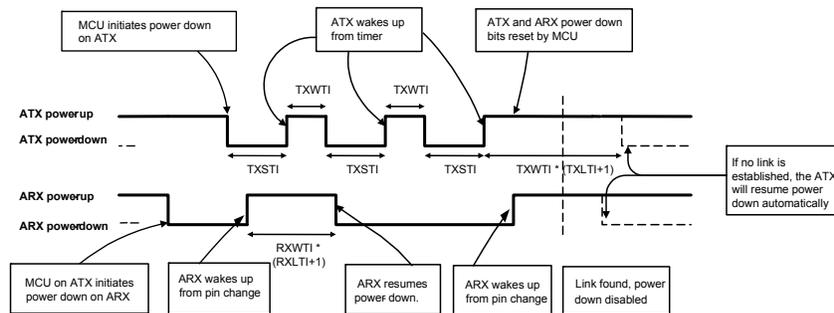 MCU initiates power down
on ATX
ATX wakes up
from timer
ATX and ARX power down
bits reset by MCU
TXWTI
TXWTI
ATX powerup
ATX powerdown
TXSTI
TXSTI
TXSTI
TXWTI * (TXLTI+1)
If no link is
established, the ATX
will resume power
down automatically
ARX powerup
ARX powerdown
RXWTI *
(RXLTI+1)
MCU on ATX initiates
power down on ARX
ARX wakes up
from pin change
ARX resumes
power down.
ARX wakes up
from pin change
Link found, power
down disabled